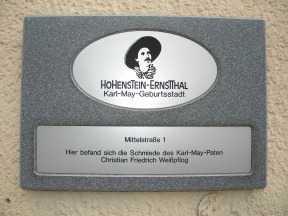 HOHENSTEIN-ERNSTTHAL
Karl-May-Geburtsstadt
Mittelstraße 1
Hier befand sich die Schmiede des Karl-May-Paten
Christian Friedrich Weißpflog